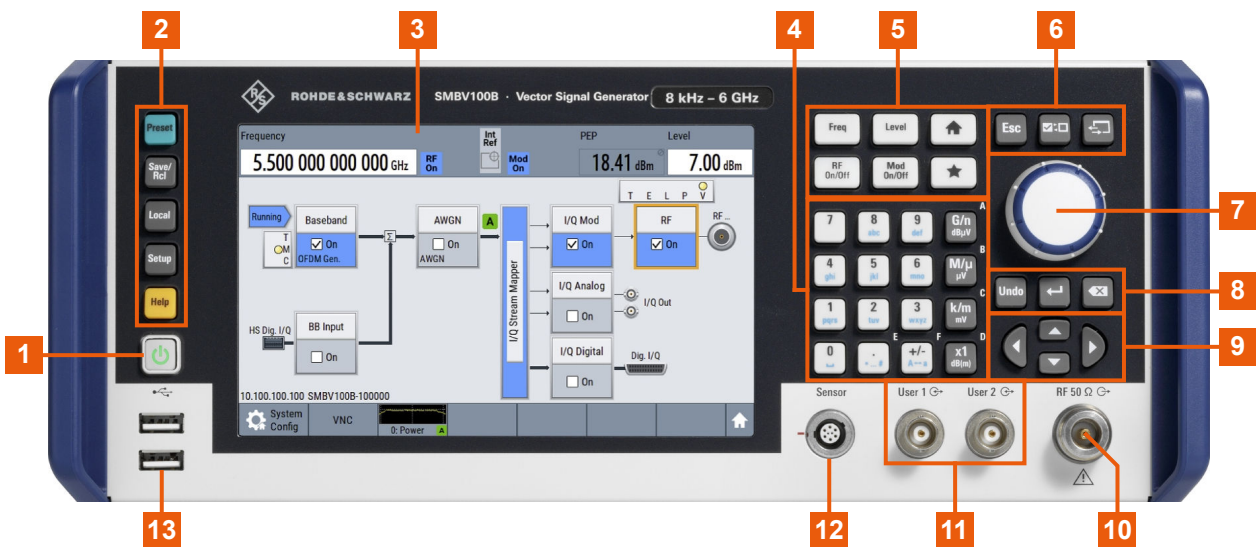 2
3
4
5
6
R&S
ROHDE&SCHWARZ SMBV100B · Vector Signal Generator 8 kHz – 6 GHz
Preset
Save/
Rcl
Local
Setup
Help
1
Frequency
Int
Ref
PEP
Level
5.500 000 000 000 GHz
RF
On
Mod
On
18.41 dBm
7.00 dBm
T E L P V
Running
Baseband
On
OFDM Gen.
T
M
C
AWGN
On
AWGN
A
I/Q Stream Mapper
I/Q Mod
On
RF
On
RF ...
I/Q Analog
On
I/Q Out
HS Dig. I/Q
BB Input
On
I/Q Digital
On
Dig. I/Q
10.100.100.100 SMBV100B-100000
System
Config
VNC
0: Power A
Freq
Level
RF
On/Off
Mod
On/Off
Esc
7
7
8
abc
9
def
G/n
dBµV
A
4
ghi
5
jkl
6
mno
M/µ
µV
B
1
pqrs
2
tuv
3
wxyz
k/m
mV
C
0
.
*...#
E
+/-
A↔a
F
x1
dB(m)
D
Undo
8
9
Sensor
User 1
User 2
RF 50 Ω
13
12
11
10